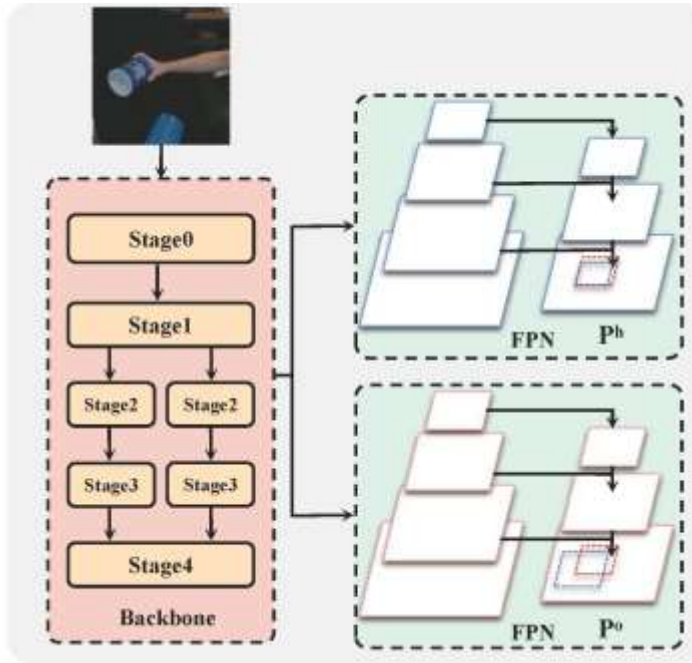 Stage0
Stage1
Stage2 Stage2
Stage3 Stage3
Stage4
Backbone
FPN Pʰ
FPN Pᵒ